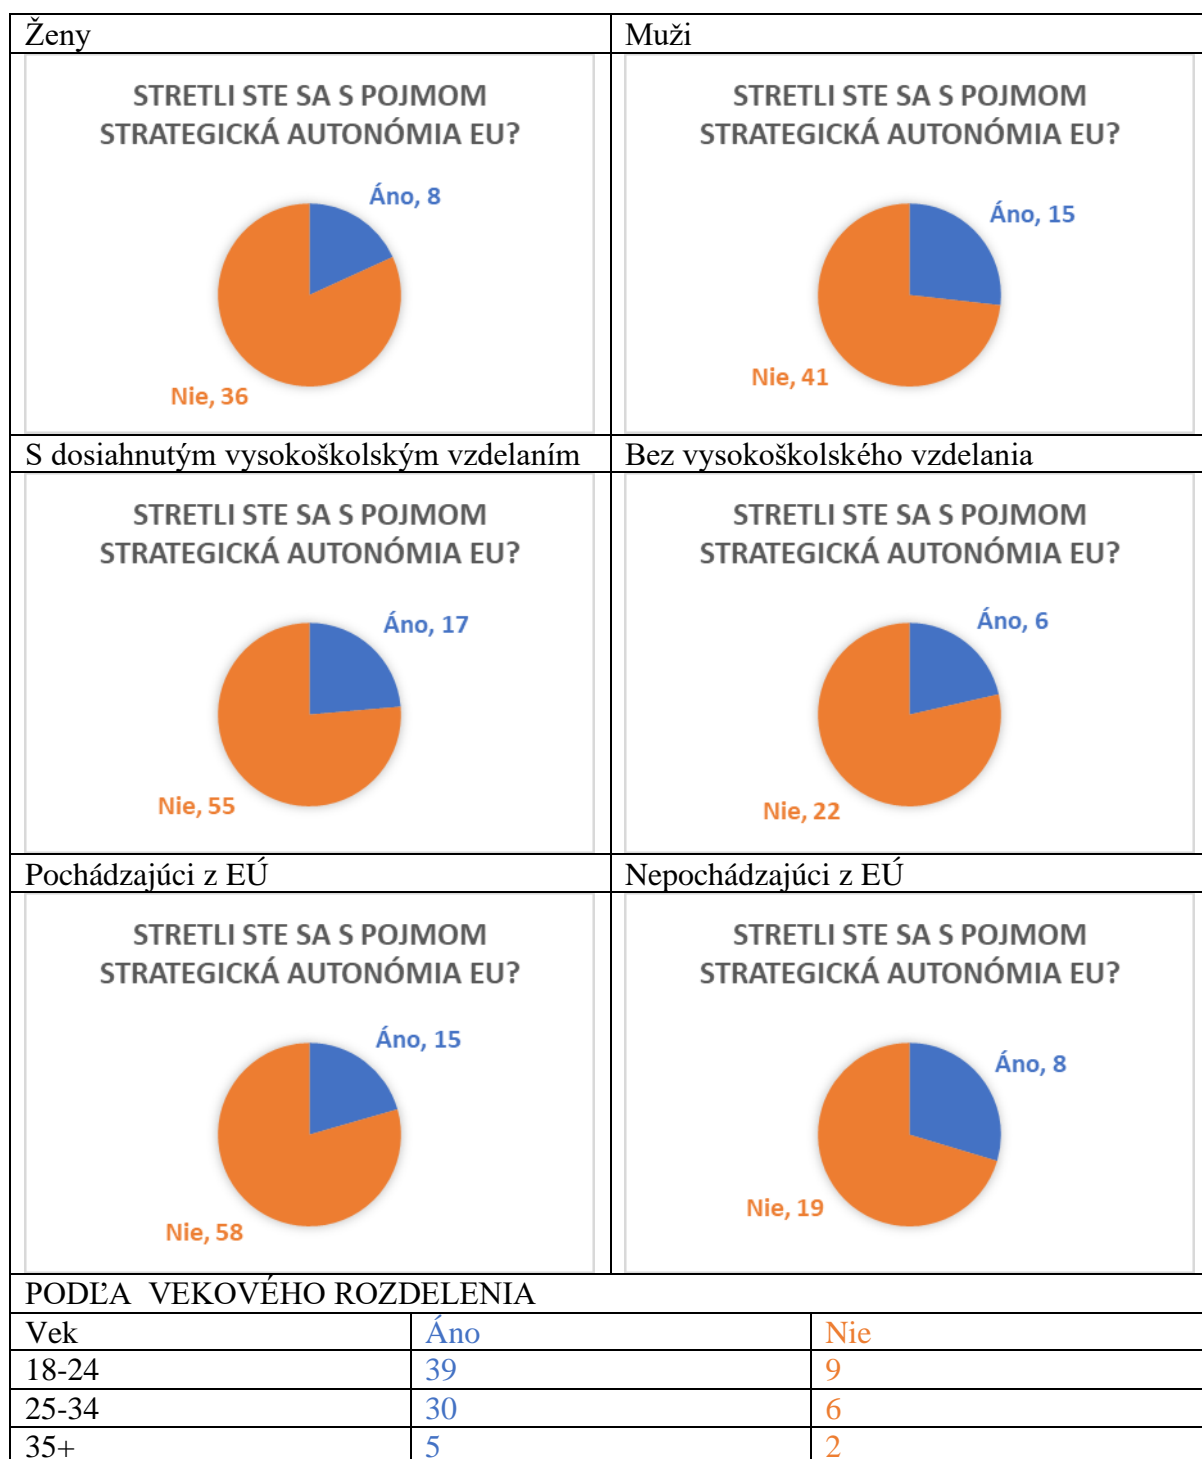 Ženy
Muži
STRETLI STE SA S POJMOM
STRATEGICKÁ AUTONÓMIA EU?
Áno, 8
Nie, 36
STRETLI STE SA S POJMOM
STRATEGICKÁ AUTONÓMIA EU?
Áno, 15
Nie, 41
S dosiahnutým vysokoškolským vzdelaním
Bez vysokoškolského vzdelania
STRETLI STE SA S POJMOM
STRATEGICKÁ AUTONÓMIA EU?
Áno, 17
Nie, 55
STRETLI STE SA S POJMOM
STRATEGICKÁ AUTONÓMIA EU?
Áno, 6
Nie, 22
Pochádzajúci z EÚ
Nepochádzajúci z EÚ
STRETLI STE SA S POJMOM
STRATEGICKÁ AUTONÓMIA EU?
Áno, 15
Nie, 58
STRETLI STE SA S POJMOM
STRATEGICKÁ AUTONÓMIA EU?
Áno, 8
Nie, 19
PODĽA VEKOVÉHO ROZDELENIA
Vek Áno Nie
18-24 39 9
25-34 30 6
35+ 5 2